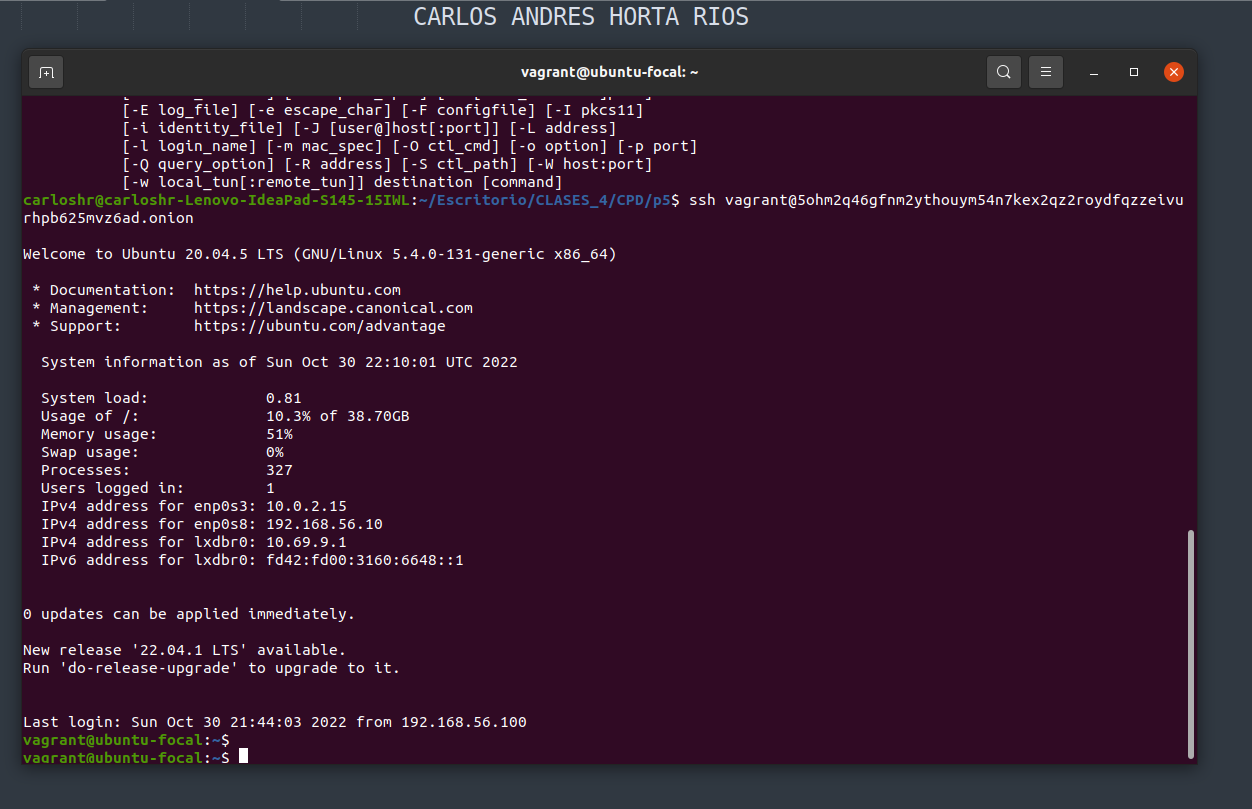 CARLOS ANDRES HORTA RIOS
vagrant@ubuntu-focal: ~
[-E log_file] [-e escape_char] [-F configfile] [-I pkcs11]
[-i identity_file] [-J [user@]host[:port]] [-L address]
[-l login_name] [-m mac_spec] [-O ctl_cmd] [-o option] [-p port]
[-Q query_option] [-R address] [-S ctl_path] [-W host:port]
[-w local_tun[:remote_tun]] destination [command]
carloshr@carloshr-Lenovo-IdeaPad-S145-15IWL:~/Escritorio/CLASES_4/CPD/p5$ ssh vagrant@5ohm2q46gfnm2ythouym54n7kex2qz2roydfqzzeivu
rhpb625mvz6ad.onion
Welcome to Ubuntu 20.04.5 LTS (GNU/Linux 5.4.0-131-generic x86_64)
* Documentation:  https://help.ubuntu.com
* Management:     https://landscape.canonical.com
* Support:        https://ubuntu.com/advantage
System information as of Sun Oct 30 22:10:01 UTC 2022
System load:             0.81
Usage of /:              10.3% of 38.70GB
Memory usage:            51%
Swap usage:              0%
Processes:               327
Users logged in:         1
IPv4 address for enp0s3: 10.0.2.15
IPv4 address for enp0s8: 192.168.56.10
IPv4 address for lxdbr0: 10.69.9.1
IPv6 address for lxdbr0: fd42:fd00:3160:6648::1
0 updates can be applied immediately.
New release '22.04.1 LTS' available.
Run 'do-release-upgrade' to upgrade to it.
Last login: Sun Oct 30 21:44:03 2022 from 192.168.56.100
vagrant@ubuntu-focal:~$
vagrant@ubuntu-focal:~$